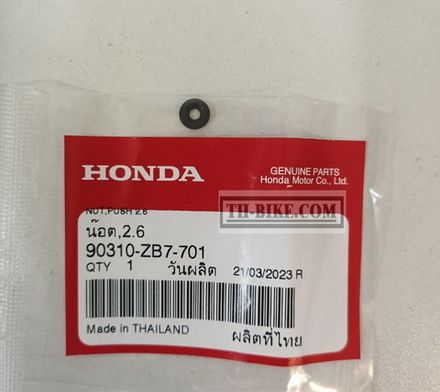 HONDA
GENUINE PARTS
Honda Motor Co., Ltd.
TH-BIKE.COM
NUT,PUSH 2.6
น๊อต,2.6
90310-ZB7-701
QTY 1 วันผลิต 21/03/2023 R
Made in THAILAND ผลิตที่ไทย